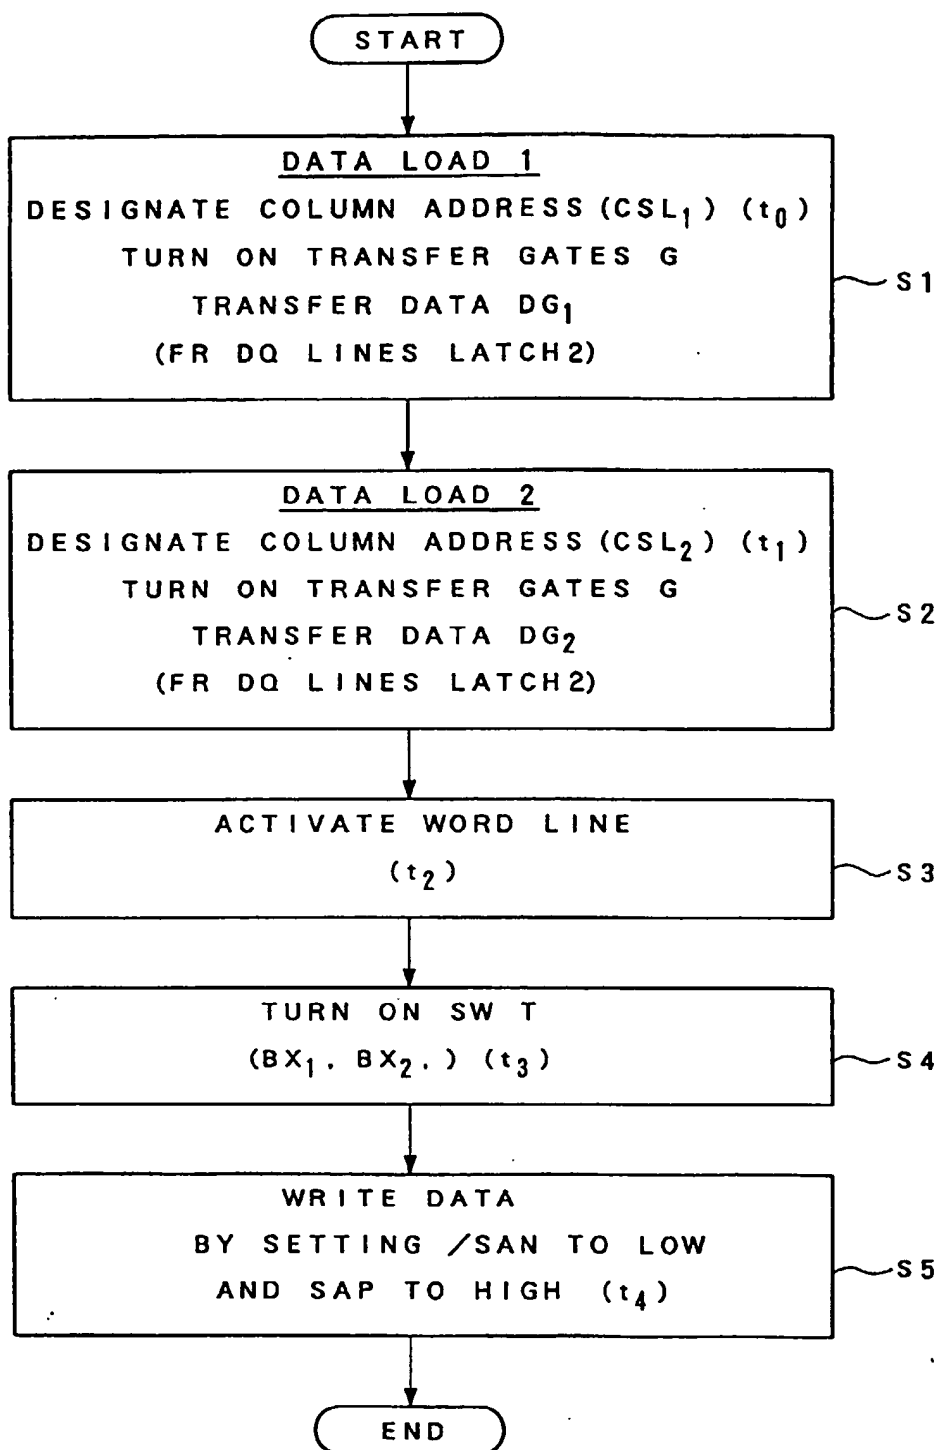 START
DATA LOAD 1
DESIGNATE COLUMN ADDRESS (CSL₁) (t₀)
TURN ON TRANSFER GATES G
TRANSFER DATA DG₁
(FR DQ LINES LATCH2)
S1
DATA LOAD 2
DESIGNATE COLUMN ADDRESS (CSL₂) (t₁)
TURN ON TRANSFER GATES G
TRANSFER DATA DG₂
(FR DQ LINES LATCH2)
S2
ACTIVATE WORD LINE
(t₂)
S3
TURN ON SW T
(BX₁. BX₂. ) (t₃)
S4
WRITE DATA
BY SETTING /SAN TO LOW
AND SAP TO HIGH (t₄)
S5
END